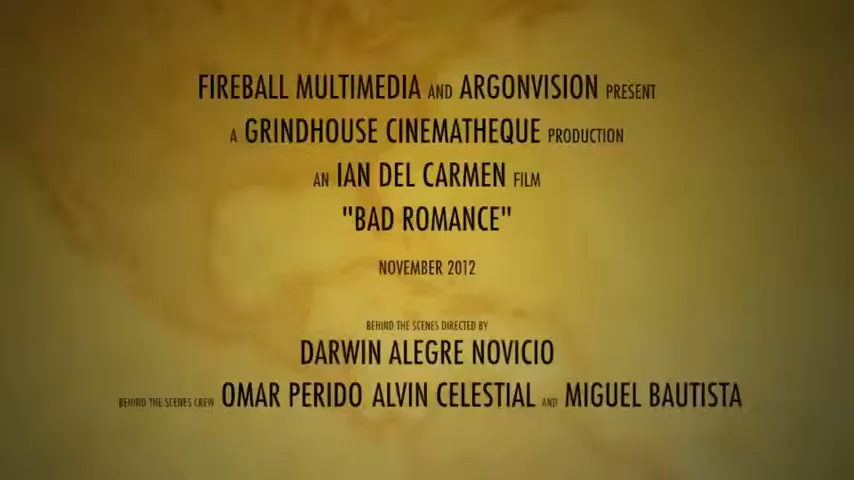 FIREBALL MULTIMEDIA AND ARGONVISION PRESENT
A GRINDHOUSE CINEMATHEQUE PRODUCTION
AN IAN DEL CARMEN FILM
"BAD ROMANCE"
NOVEMBER 2012
BEHIND THE SCENES DIRECTED BY
DARWIN ALEGRE NOVICIO
BEHIND THE SCENES CREW OMAR PERIDO ALVIN CELESTIAL AND MIGUEL BAUTISTA